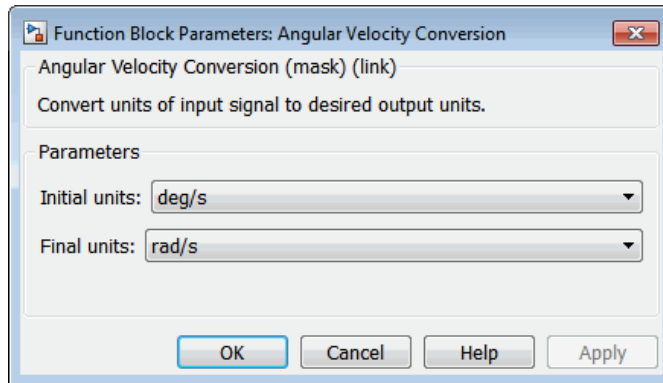 Function Block Parameters: Angular Velocity Conversion
Angular Velocity Conversion (mask) (link)
Convert units of input signal to desired output units.
Parameters
Initial units: deg/s
Final units: rad/s
OK Cancel Help Apply